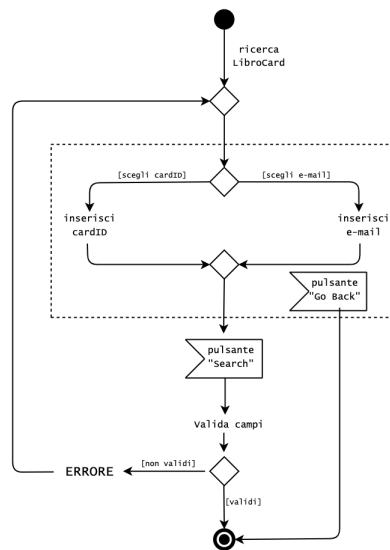 ricerca
LibroCard
[scegli cardID]
[scegli e-mail]
inserisci
cardID
inserisci
e-mail
pulsante
"Go Back"
pulsante
"Search"
Valida campi
[non validi]
ERRORE
[validi]